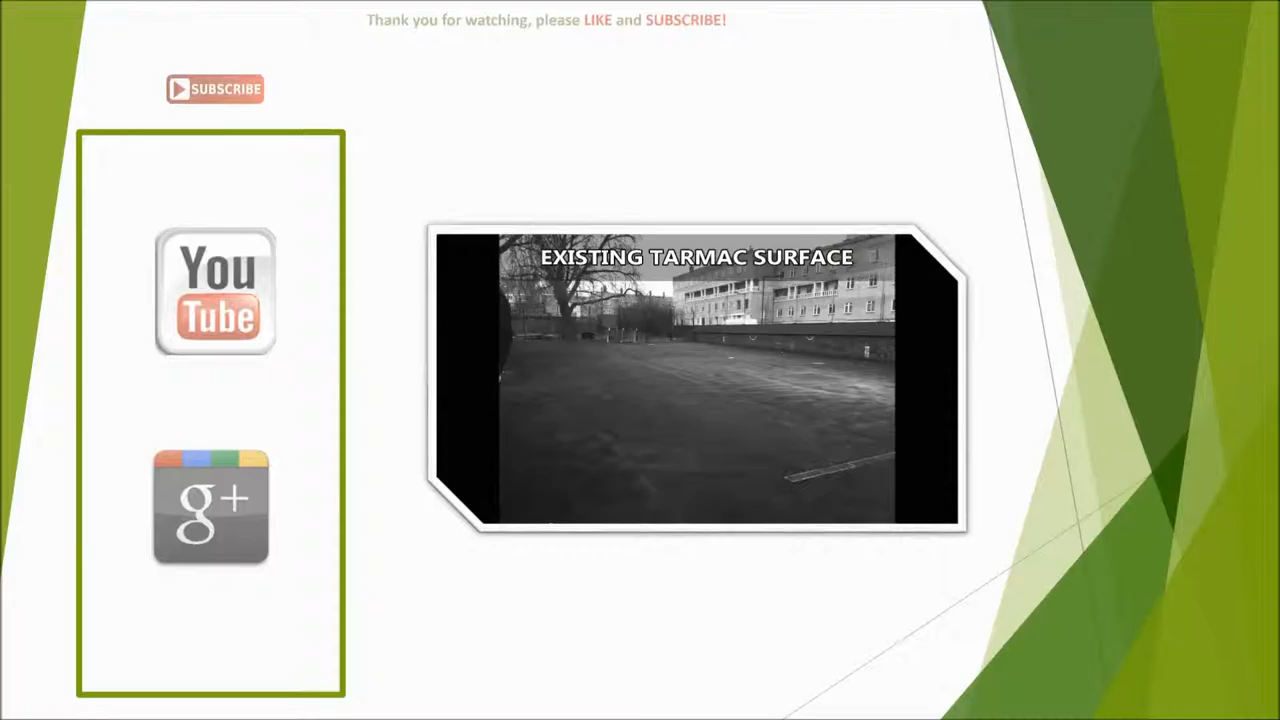 Thank you for watching, please LIKE and SUBSCRIBE!
SUBSCRIBE
You
Tube
g+
EXISTING TARMAC SURFACE